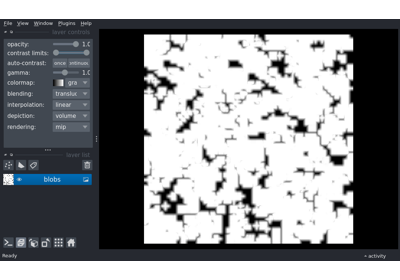 File View Window Plugins Help
layer controls
opacity: 1.0
contrast limits:
auto-contrast: once
gamma: 1.0
colormap: gra
blending: translu
interpolation: linear
depiction: volume
rendering: mip
layer list
blobs
Ready activity